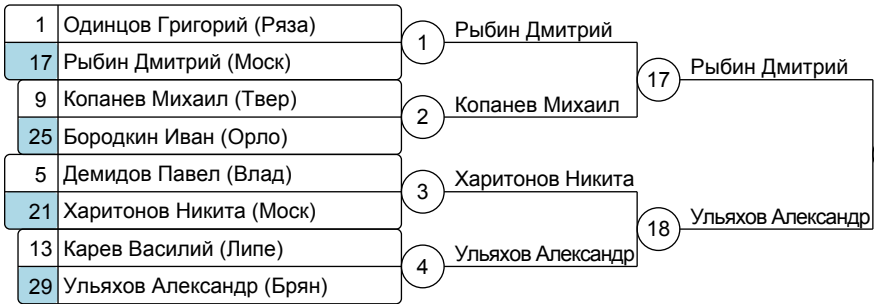 1 Одинцов Григорий (Ряза)
17 Рыбин Дмитрий (Моск)
1 Рыбин Дмитрий
9 Копанев Михаил (Твер)
25 Бородкин Иван (Орло)
2 Копанев Михаил
17 Рыбин Дмитрий
5 Демидов Павел (Влад)
21 Харитонов Никита (Моск)
3 Харитонов Никита
13 Карев Василий (Липе)
29 Ульяхов Александр (Брян)
4 Ульяхов Александр
18 Ульяхов Александр